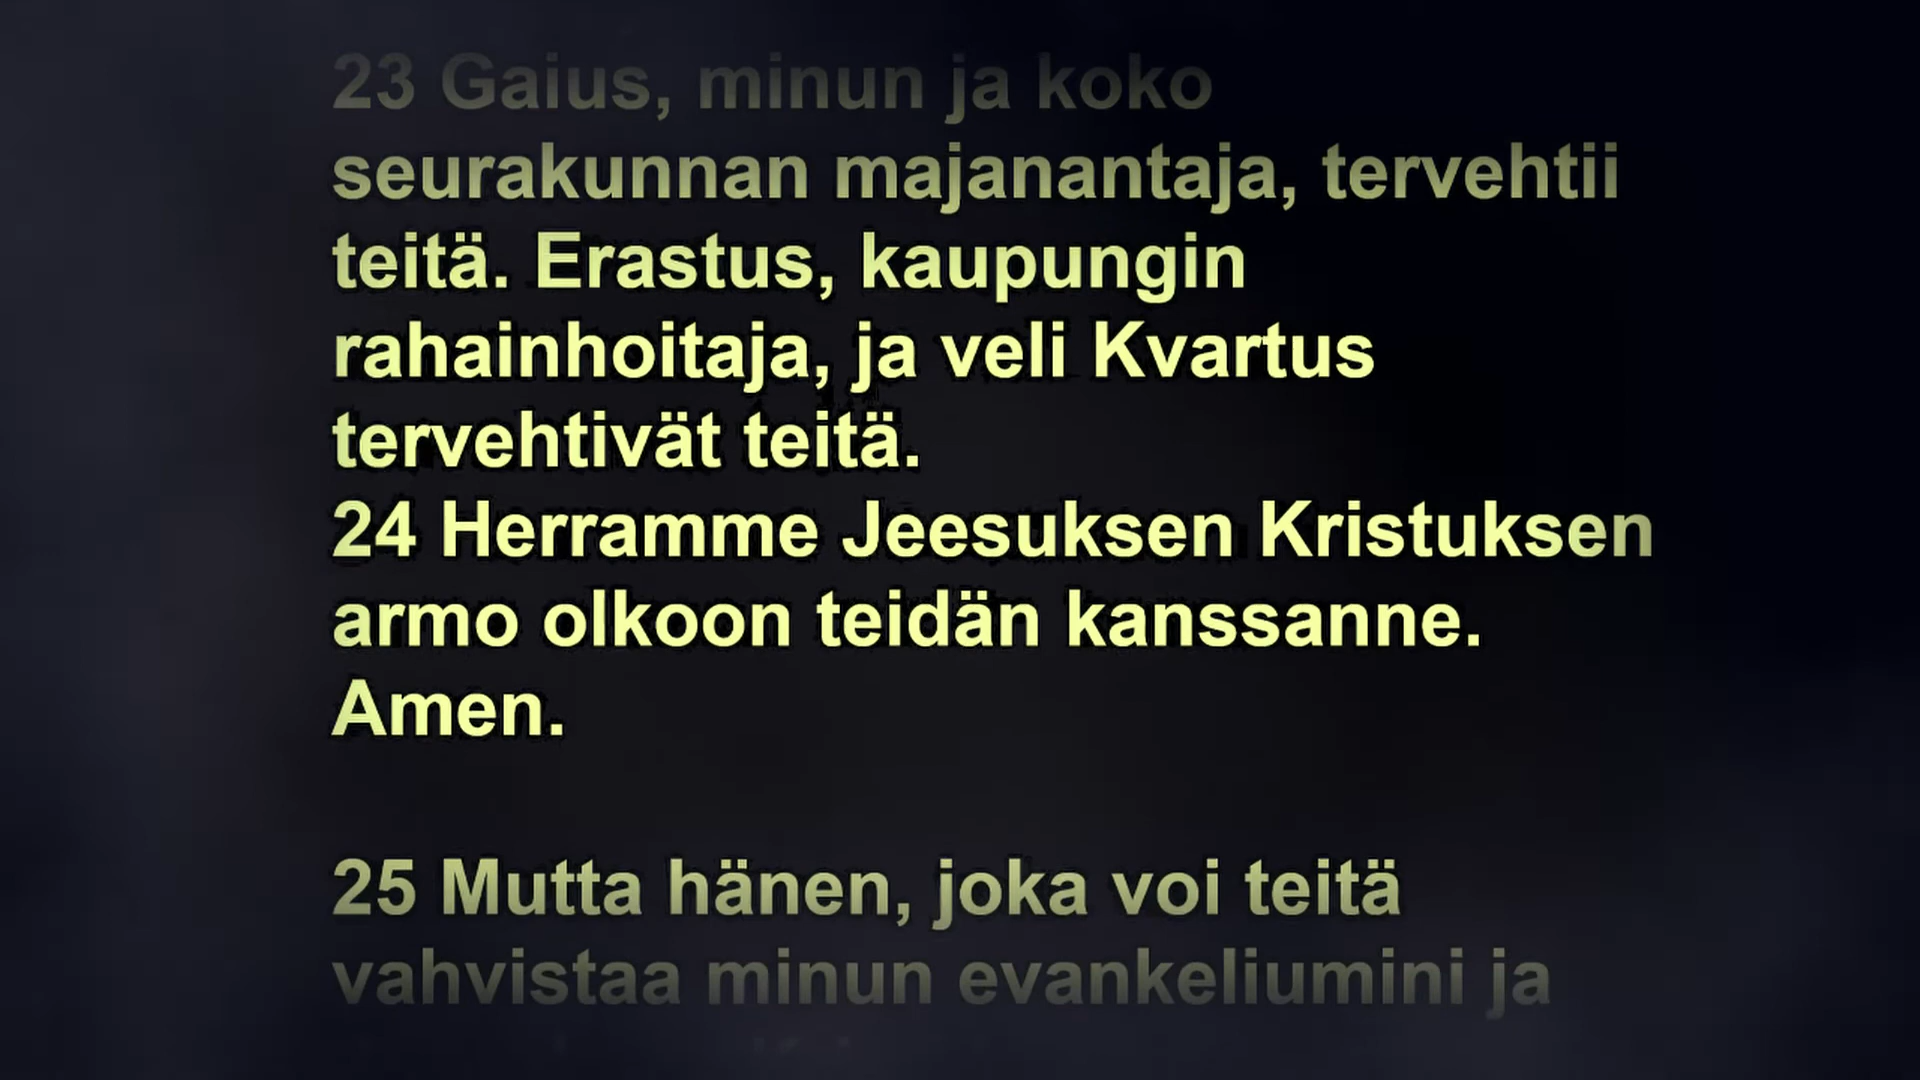 23 Gaius, minun ja koko
seurakunnan majanantaja, tervehtii
teitä. Erastus, kaupungin
rahainhoitaja, ja veli Kvartus
tervehtivät teitä.
24 Herramme Jeesuksen Kristuksen
armo olkoon teidän kanssanne.
Amen.
25 Mutta hänen, joka voi teitä
vahvistaa minun evankeliumini ja